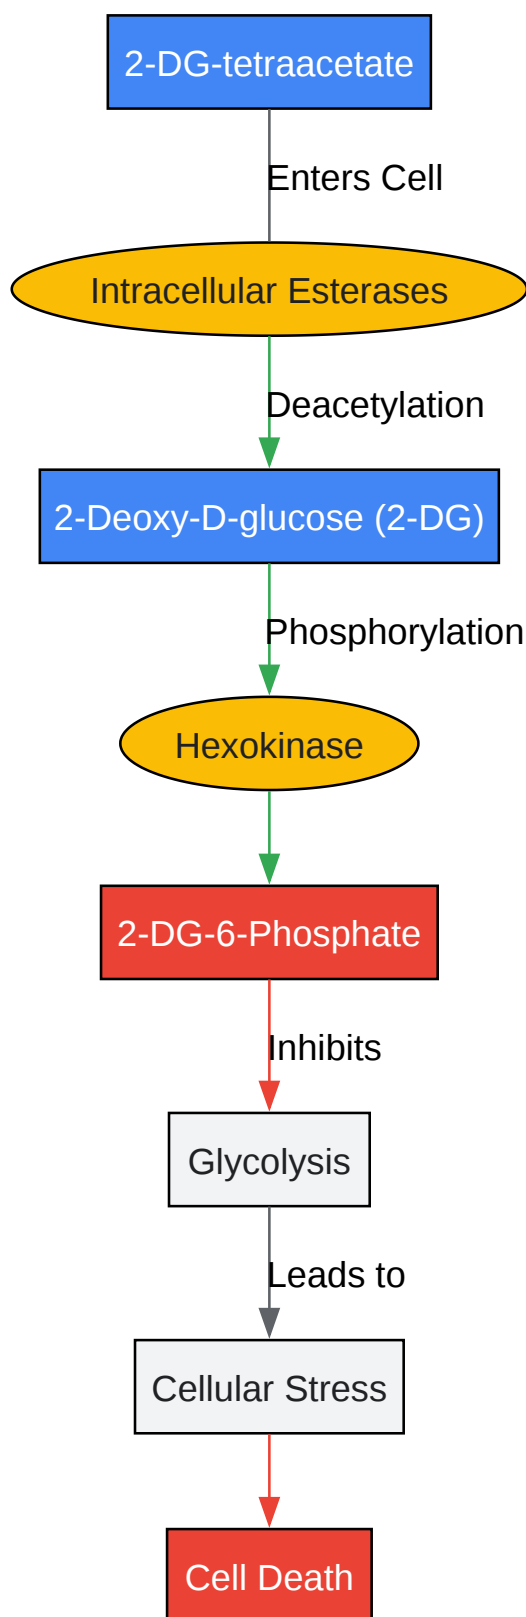 2-DG-tetraacetate
Enters Cell
Intracellular Esterases
Deacetylation
2-Deoxy-D-glucose (2-DG)
Phosphorylation
Hexokinase
2-DG-6-Phosphate
Inhibits
Glycolysis
Leads to
Cellular Stress
Cell Death